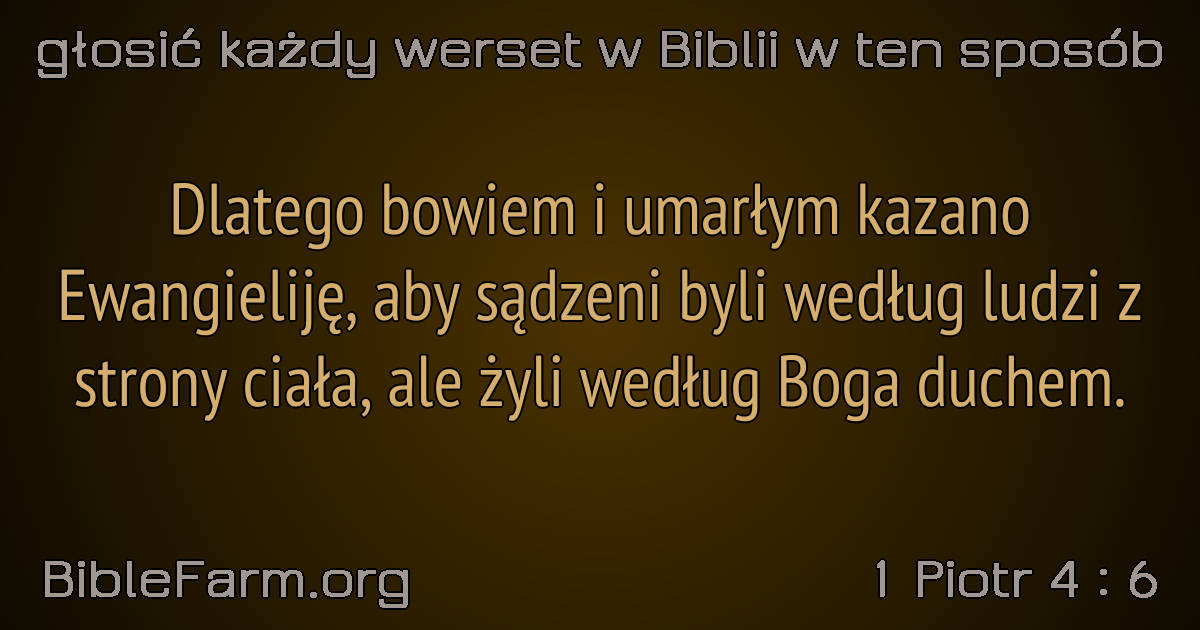 głosić każdy werset w Biblii w ten sposób
Dlatego bowiem i umarłym kazano
Ewangieliję, aby sądzeni byli według ludzi z
strony ciała, ale żyli według Boga duchem.
BibleFarm.org
1 Piotr 4 : 6